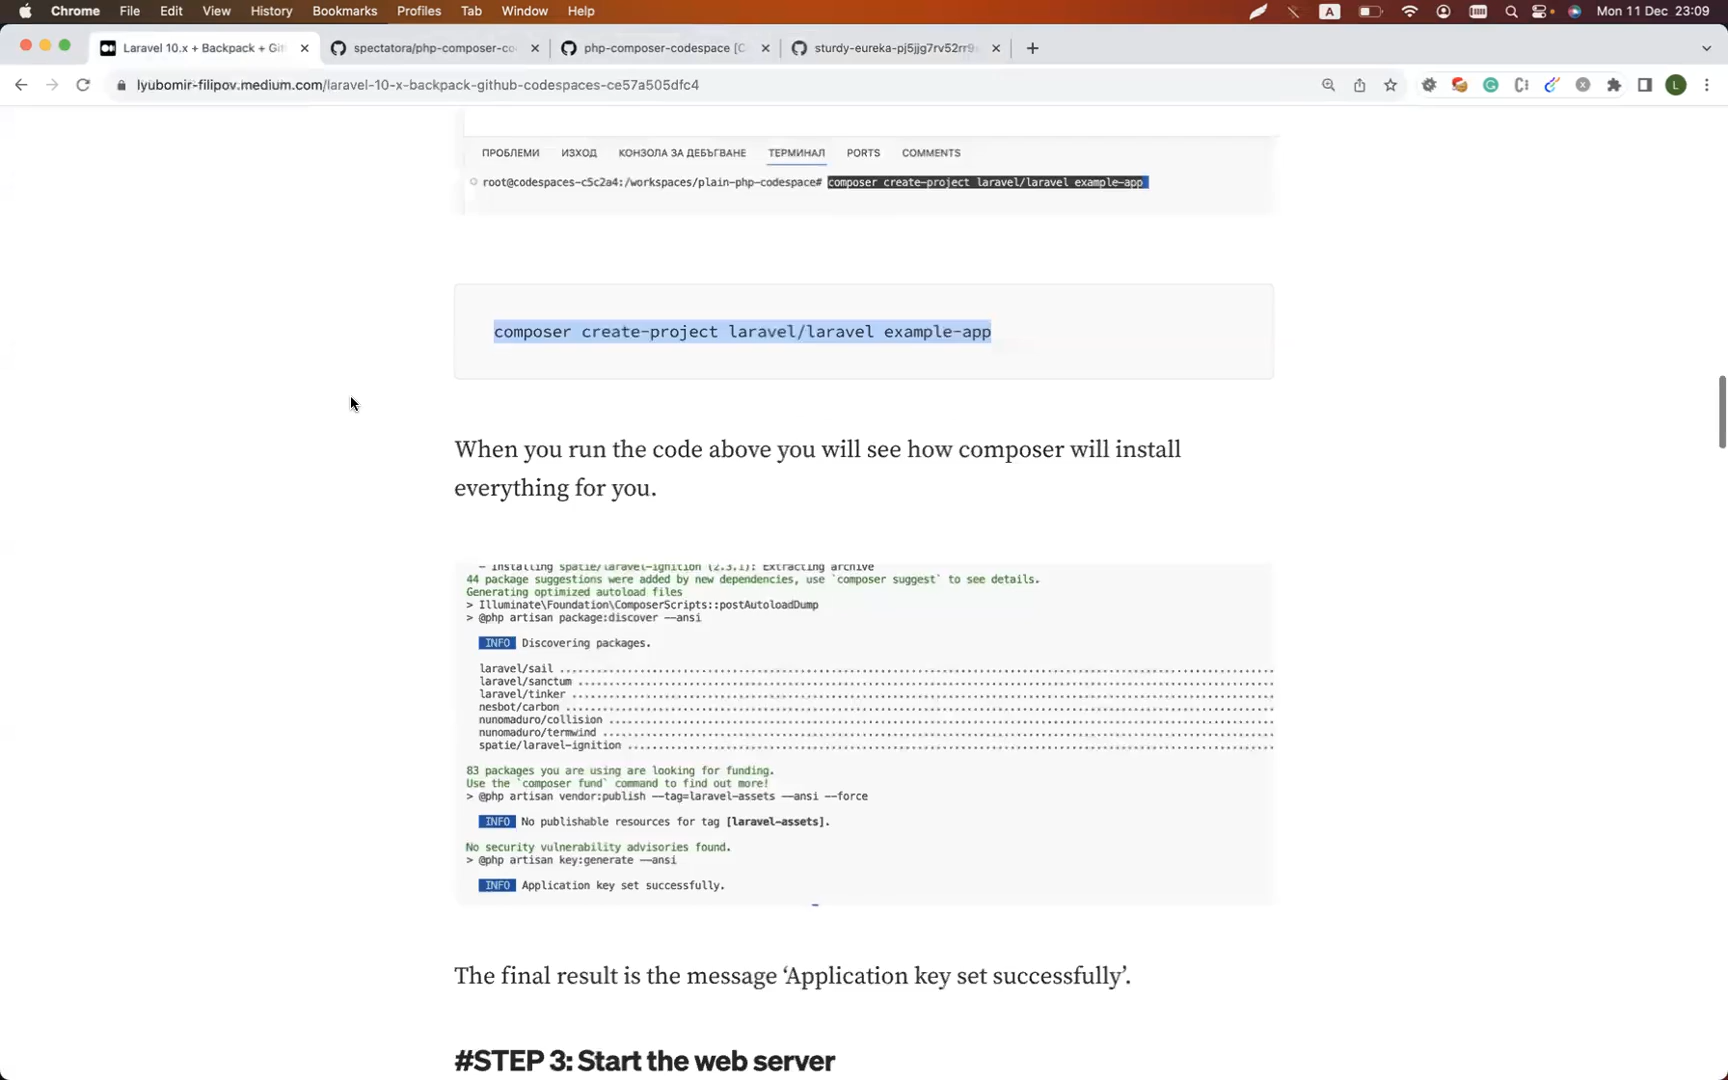 Chrome File Edit View History Bookmarks Profiles Tab Window Help A Mon 11 Dec 23:09
Laravel 10.x + Backpack + Git spectatora/php-composer-co php-composer-codespace [C sturdy-eureka-pj5jjg7rv52rr9
lyubomir-filipov.medium.com/laravel-10-x-backpack-github-codespaces-ce57a505dfc4 L
ПРОБЛЕМИ ИЗХОД КОНЗОЛА ЗА ДЕБЪГВАНЕ ТЕРМИНАЛ PORTS COMMENTS
root@codespaces-c5c2a4:/workspaces/plain-php-codespace# composer create-project laravel/laravel example-app
composer create-project laravel/laravel example-app
When you run the code above you will see how composer will install
everything for you.
- Installing spatie/laravel-ignition (2.3.1): Extracting archive
44 package suggestions were added by new dependencies, use `composer suggest` to see details.
Generating optimized autoload files
> Illuminate\Foundation\ComposerScripts::postAutoloadDump
> @php artisan package:discover --ansi
INFO Discovering packages.
laravel/sail ........................................................................................................................
laravel/sanctum .....................................................................................................................
laravel/tinker ......................................................................................................................
nesbot/carbon .......................................................................................................................
nunomaduro/collision ................................................................................................................
nunomaduro/termwind .................................................................................................................
spatie/laravel-ignition .............................................................................................................
83 packages you are using are looking for funding.
Use the `composer fund` command to find out more!
> @php artisan vendor:publish --tag=laravel-assets --ansi --force
INFO No publishable resources for tag [laravel-assets].
No security vulnerability advisories found.
> @php artisan key:generate --ansi
INFO Application key set successfully.
The final result is the message ‘Application key set successfully’.
#STEP 3: Start the web server